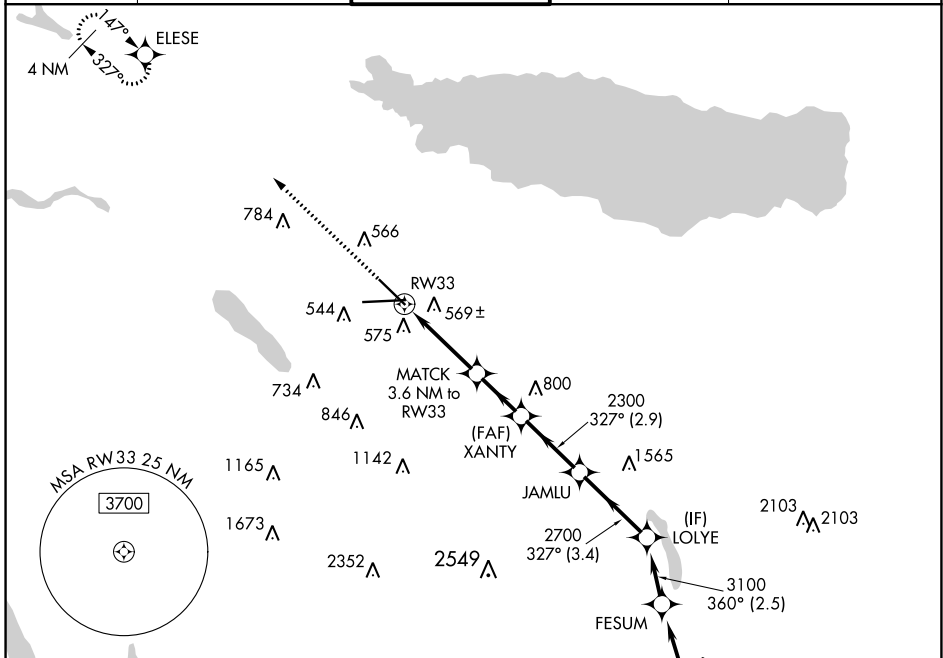 147°
ELESE
4 NM
327°
784
566
RW33
544
569±
575
MATCK
3.6 NM to
RW33
800
734
2300
327° (2.9)
846
(FAF)
XANTY
1565
1142
1165
MSA RW33 25 NM
JAMLU
3700
2103
2103
(IF)
LOLYE
1673
2700
327° (3.4)
2352
2549
3100
360° (2.5)
FESUM